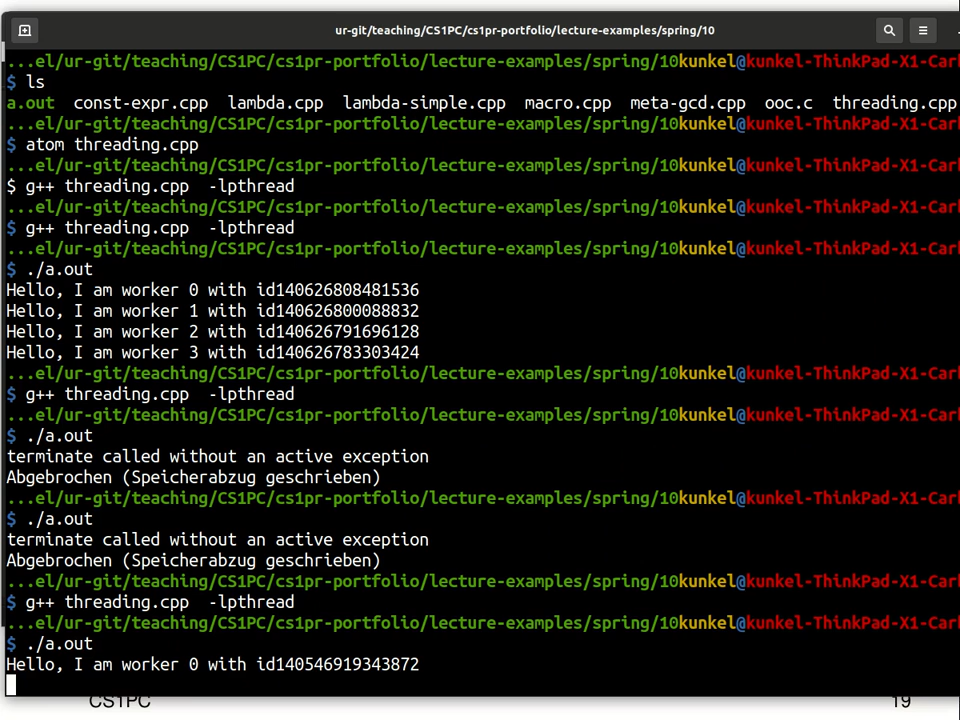 ur-git/teaching/CS1PC/cs1pr-portfolio/lecture-examples/spring/10
...el/ur-git/teaching/CS1PC/cs1pr-portfolio/lecture-examples/spring/10kunkel@kunkel-ThinkPad-X1-Carl
$ ls
a.out const-expr.cpp lambda.cpp lambda-simple.cpp macro.cpp meta-gcd.cpp ooc.c threading.cpp
...el/ur-git/teaching/CS1PC/cs1pr-portfolio/lecture-examples/spring/10kunkel@kunkel-ThinkPad-X1-Carl
$ atom threading.cpp
...el/ur-git/teaching/CS1PC/cs1pr-portfolio/lecture-examples/spring/10kunkel@kunkel-ThinkPad-X1-Carl
$ g++ threading.cpp  -lpthread
...el/ur-git/teaching/CS1PC/cs1pr-portfolio/lecture-examples/spring/10kunkel@kunkel-ThinkPad-X1-Carl
$ g++ threading.cpp  -lpthread
...el/ur-git/teaching/CS1PC/cs1pr-portfolio/lecture-examples/spring/10kunkel@kunkel-ThinkPad-X1-Carl
$ ./a.out
Hello, I am worker 0 with id140626808481536
Hello, I am worker 1 with id140626800088832
Hello, I am worker 2 with id140626791696128
Hello, I am worker 3 with id140626783303424
...el/ur-git/teaching/CS1PC/cs1pr-portfolio/lecture-examples/spring/10kunkel@kunkel-ThinkPad-X1-Carl
$ g++ threading.cpp  -lpthread
...el/ur-git/teaching/CS1PC/cs1pr-portfolio/lecture-examples/spring/10kunkel@kunkel-ThinkPad-X1-Carl
$ ./a.out
terminate called without an active exception
Abgebrochen (Speicherabzug geschrieben)
...el/ur-git/teaching/CS1PC/cs1pr-portfolio/lecture-examples/spring/10kunkel@kunkel-ThinkPad-X1-Carl
$ ./a.out
terminate called without an active exception
Abgebrochen (Speicherabzug geschrieben)
...el/ur-git/teaching/CS1PC/cs1pr-portfolio/lecture-examples/spring/10kunkel@kunkel-ThinkPad-X1-Carl
$ g++ threading.cpp  -lpthread
...el/ur-git/teaching/CS1PC/cs1pr-portfolio/lecture-examples/spring/10kunkel@kunkel-ThinkPad-X1-Carl
$ ./a.out
Hello, I am worker 0 with id140546919343872
CS1PC 19